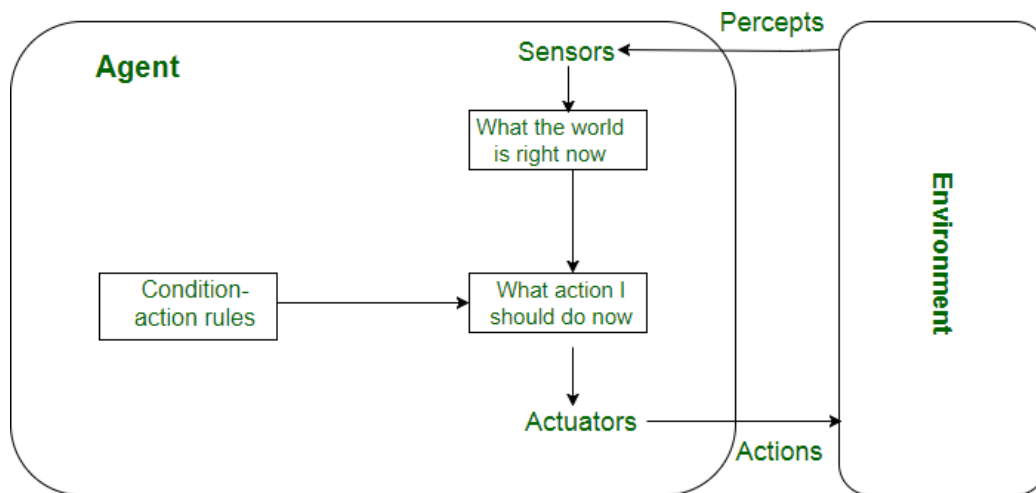 Percepts
Sensors
Agent
What the world
is right now
Environment
Condition-
action rules
What action I
should do now
Actuators
Actions